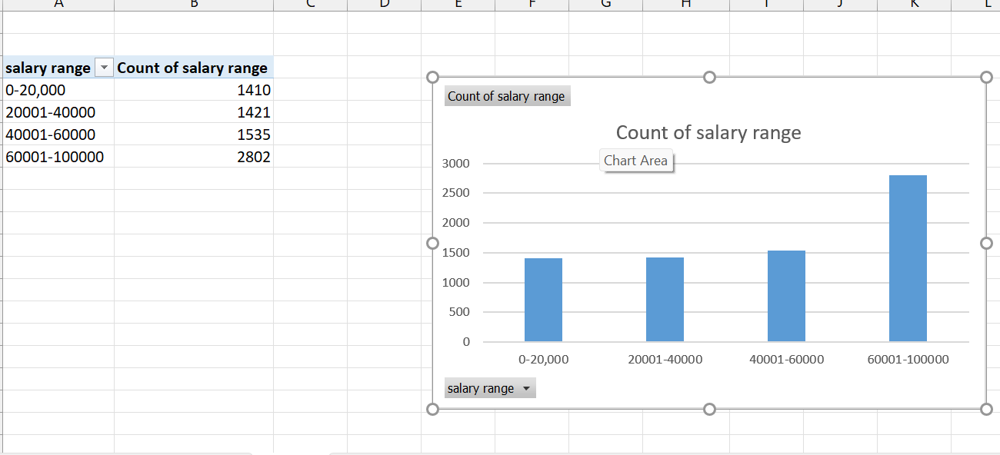 A B C D E F G H I J K L
salary range Count of salary range
0-20,000 1410
20001-40000 1421
40001-60000 1535
60001-100000 2802
Count of salary range
Count of salary range
Chart Area
3000
2500
2000
1500
1000
500
0
0-20,000 20001-40000 40001-60000 60001-100000
salary range